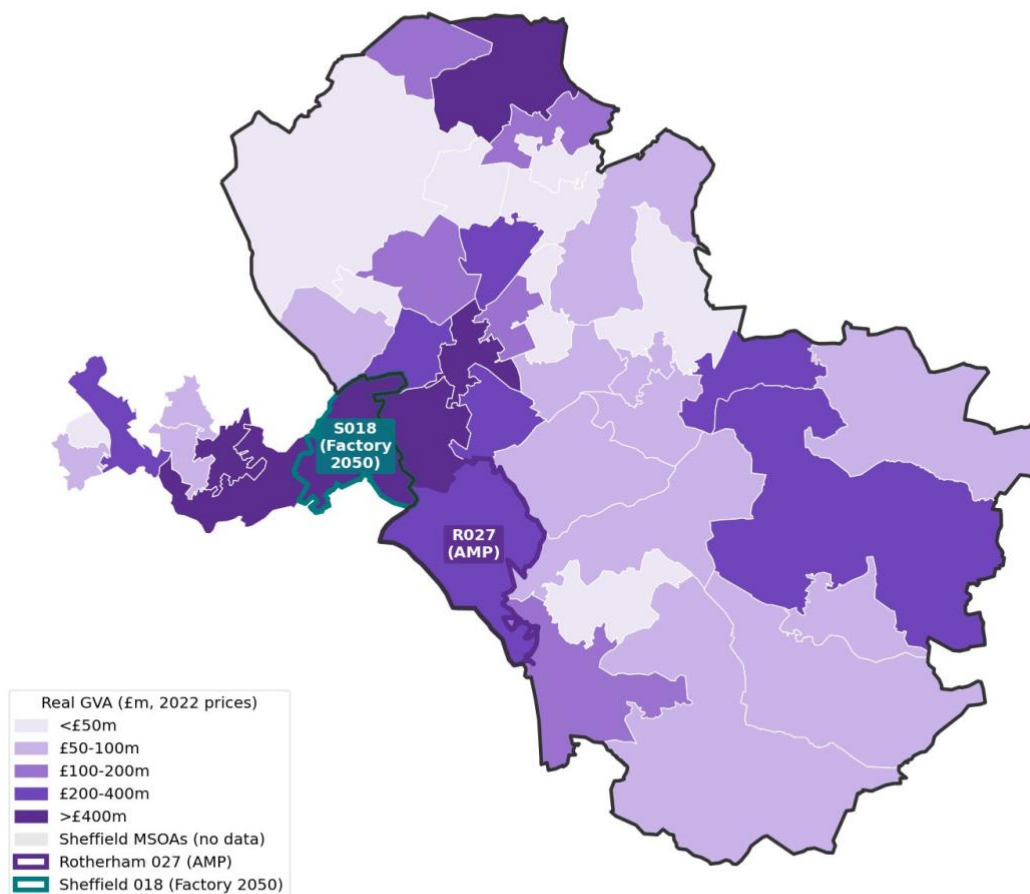 S018
(Factory
2050)
R027
(AMP)
Real GVA (£m, 2022 prices)
<£50m
£50-100m
£100-200m
£200-400m
>£400m
Sheffield MSOAs (no data)
Rotherham 027 (AMP)
Sheffield 018 (Factory 2050)